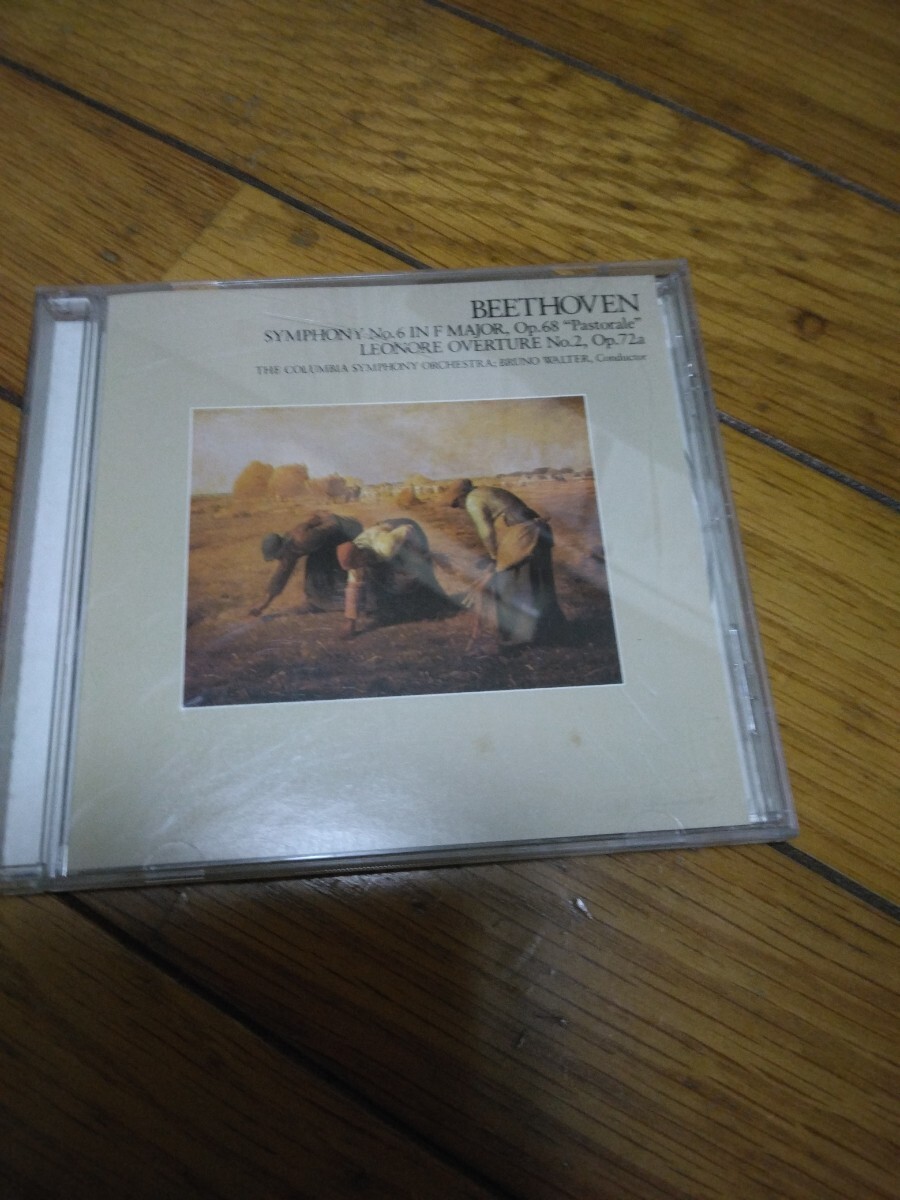 BEETHOVEN
SYMPHONY No.6 IN F MAJOR, Op.68 "Pastorale"
LEONORE OVERTURE No.2, Op.72a
THE COLUMBIA SYMPHONY ORCHESTRA; BRUNO WALTER, Conductor